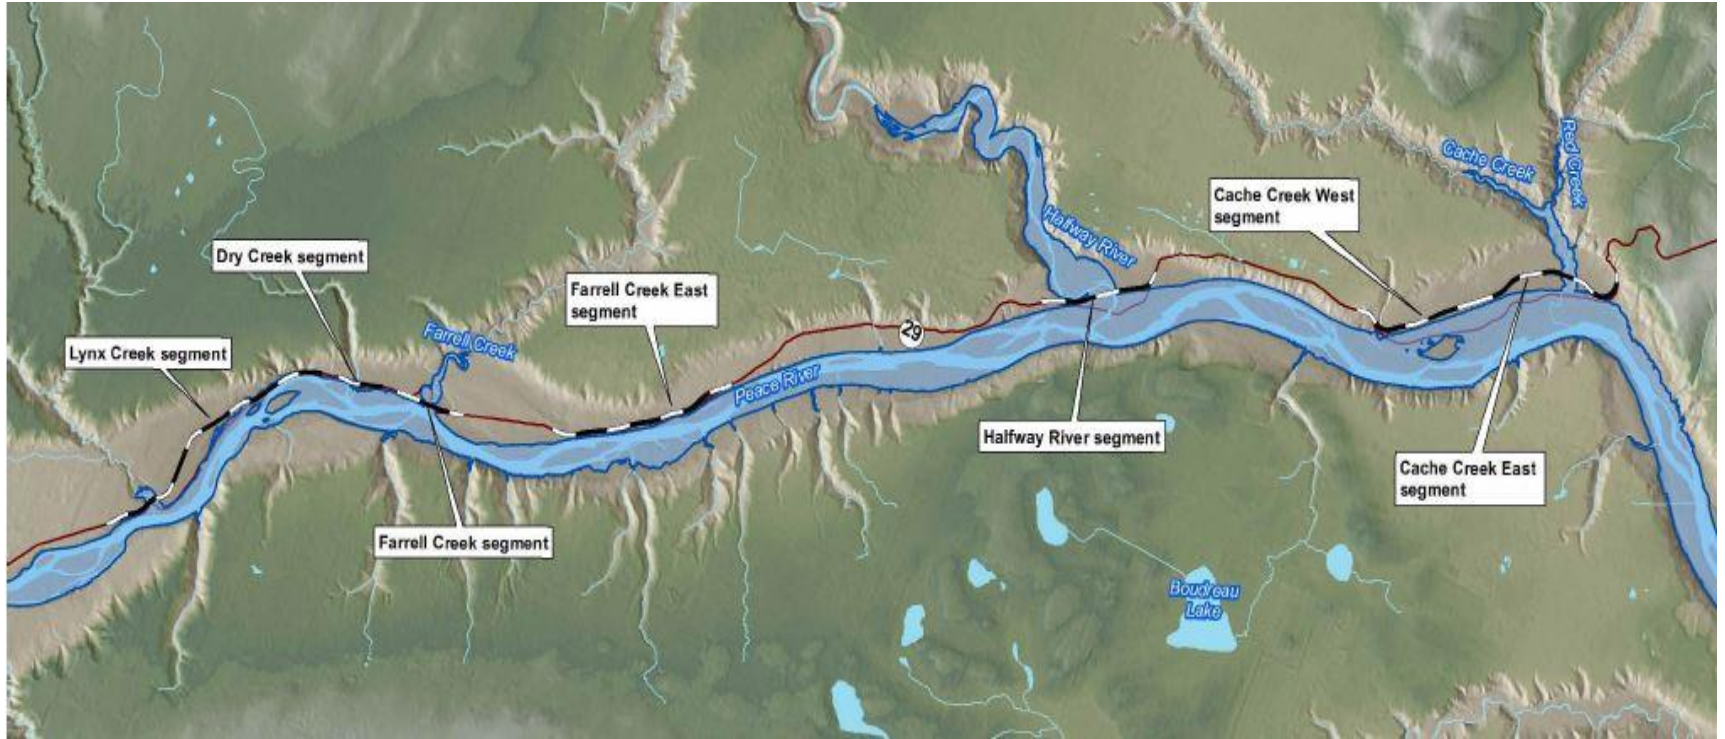 Red Creek
Cache Creek
Cache Creek West
segment
Halfway River
Dry Creek segment
Farrell Creek East
segment
Farrell Creek
Lynx Creek segment
29
Peace River
Halfway River segment
Cache Creek East
segment
Farrell Creek segment
Boudreau
Lake